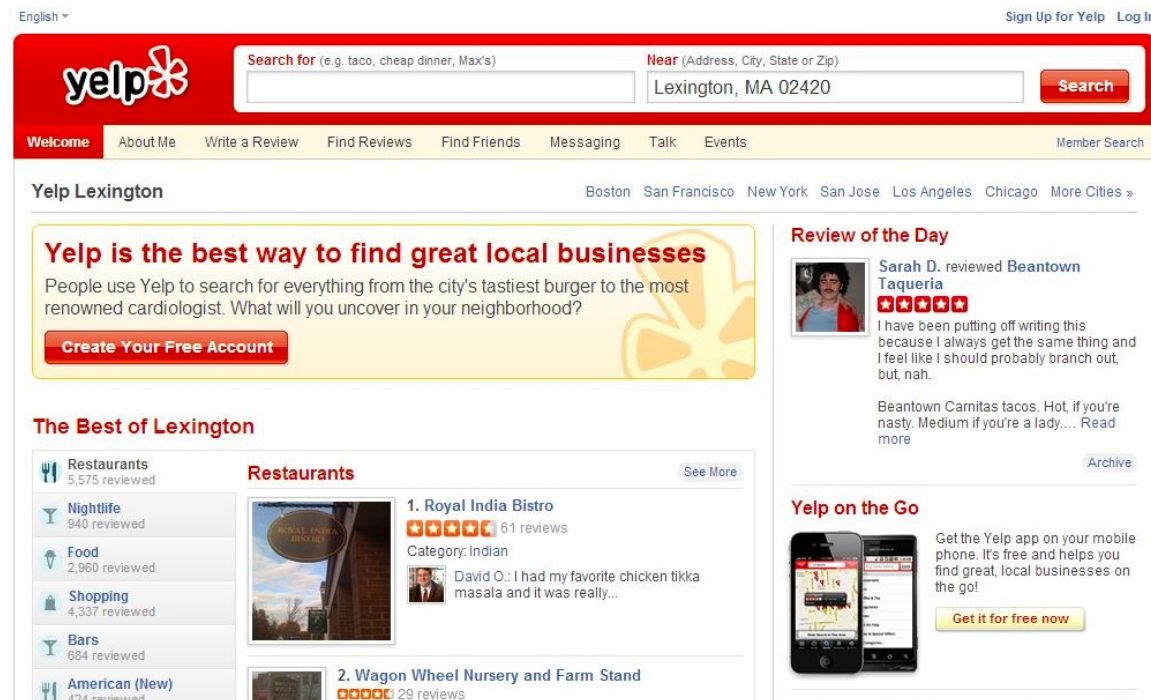 English
Sign Up for Yelp Log In
yelp
Search for (e.g. taco, cheap dinner, Max's)
Near (Address, City, State or Zip)
Lexington, MA 02420
Search
Welcome About Me Write a Review Find Reviews Find Friends Messaging Talk Events Member Search
Yelp Lexington
Boston San Francisco New York San Jose Los Angeles Chicago More Cities »
Yelp is the best way to find great local businesses
People use Yelp to search for everything from the city's tastiest burger to the most
renowned cardiologist. What will you uncover in your neighborhood?
Create Your Free Account
The Best of Lexington
Restaurants
5,575 reviewed
Nightlife
940 reviewed
Food
2,960 reviewed
Shopping
4,337 reviewed
Bars
684 reviewed
American (New)
424 reviewed
Restaurants
See More
ROYAL INDIA
BISTRO
1. Royal India Bistro
61 reviews
Category: Indian
David O.: I had my favorite chicken tikka
masala and it was really...
2. Wagon Wheel Nursery and Farm Stand
29 reviews
Review of the Day
Sarah D. reviewed Beantown
Taqueria
I have been putting off writing this
because I always get the same thing and
I feel like I should probably branch out,
but, nah.
Beantown Carnitas tacos. Hot, if you're
nasty. Medium if you're a lady.... Read
more
Archive
Yelp on the Go
Get the Yelp app on your mobile
phone. It's free and helps you
find great, local businesses on
the go!
Get it for free now